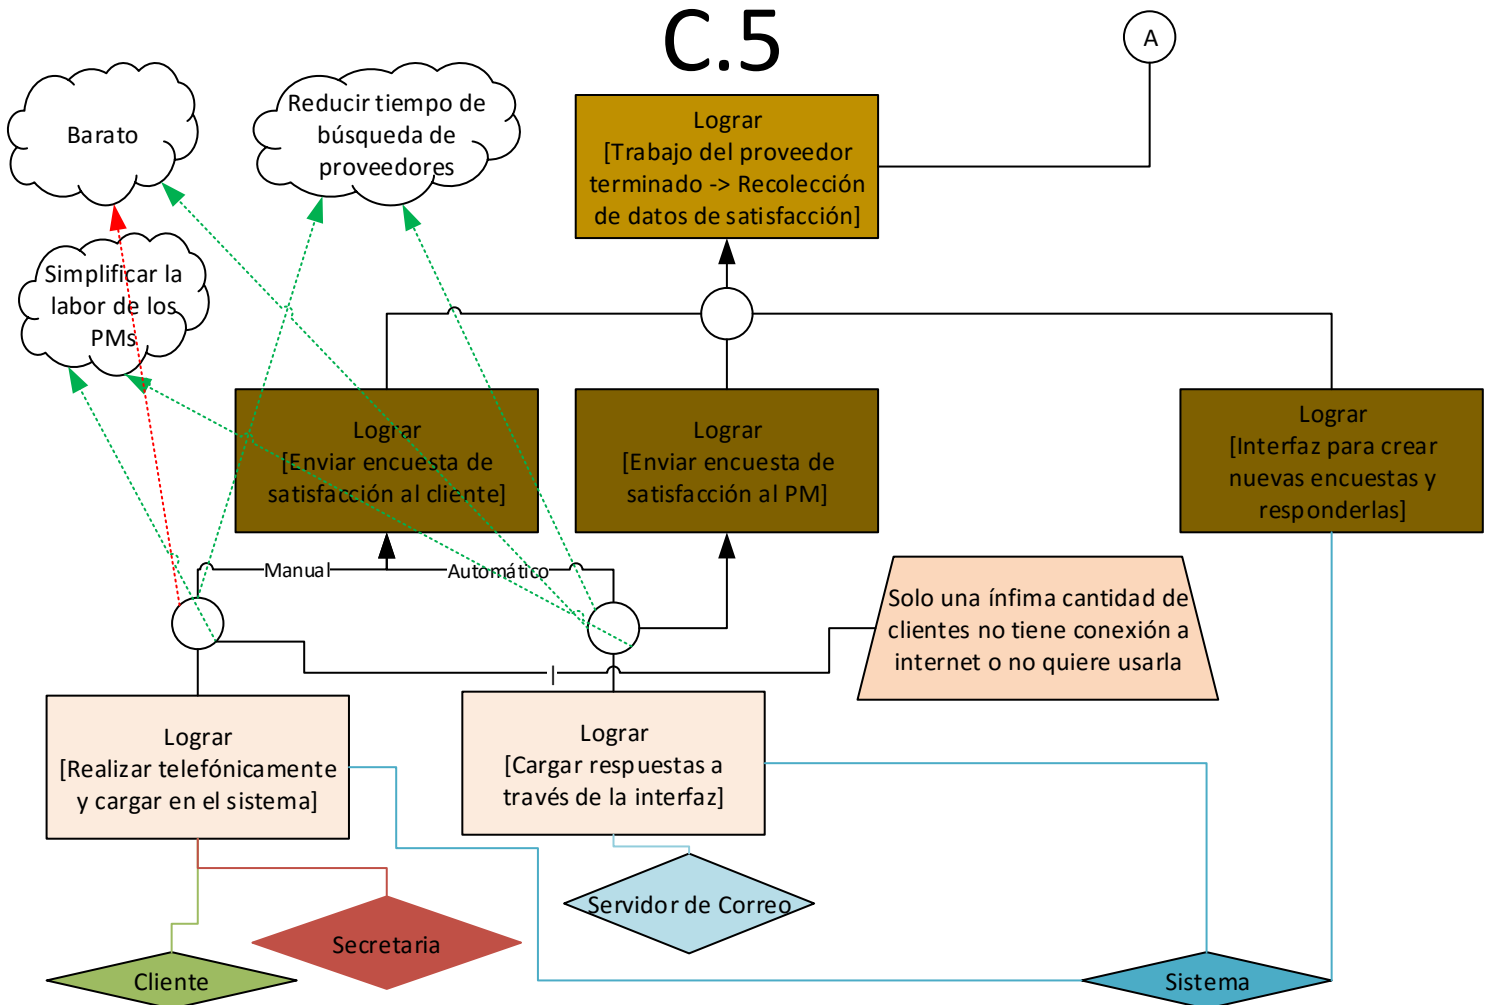 C.5
A
Barato
Reducir tiempo de
búsqueda de
proveedores
Lograr
[Trabajo del proveedor
terminado -> Recolección
de datos de satisfacción]
Simplificar la
labor de los
PMs
Lograr
[Enviar encuesta de
satisfacción al cliente]
Lograr
[Enviar encuesta de
satisfacción al PM]
Lograr
[Interfaz para crear
nuevas encuestas y
responderlas]
Manual
Automático
Solo una ínfima cantidad de
clientes no tiene conexión a
internet o no quiere usarla
Lograr
[Realizar telefónicamente
y cargar en el sistema]
Lograr
[Cargar respuestas a
través de la interfaz]
Servidor de Correo
Secretaria
Cliente
Sistema